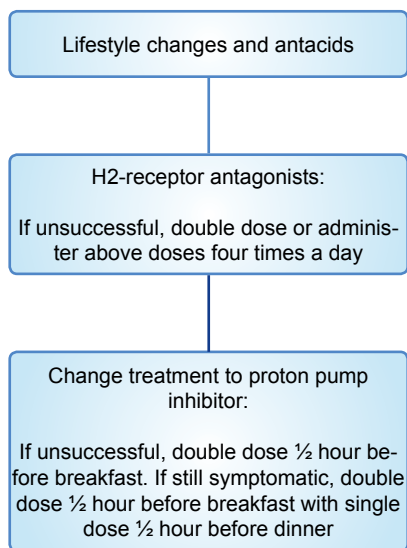 Lifestyle changes and antacids
H2-receptor antagonists:
If unsuccessful, double dose or adminis-
ter above doses four times a day
Change treatment to proton pump
inhibitor:
If unsuccessful, double dose ½ hour be-
fore breakfast. If still symptomatic, double
dose ½ hour before breakfast with single
dose ½ hour before dinner